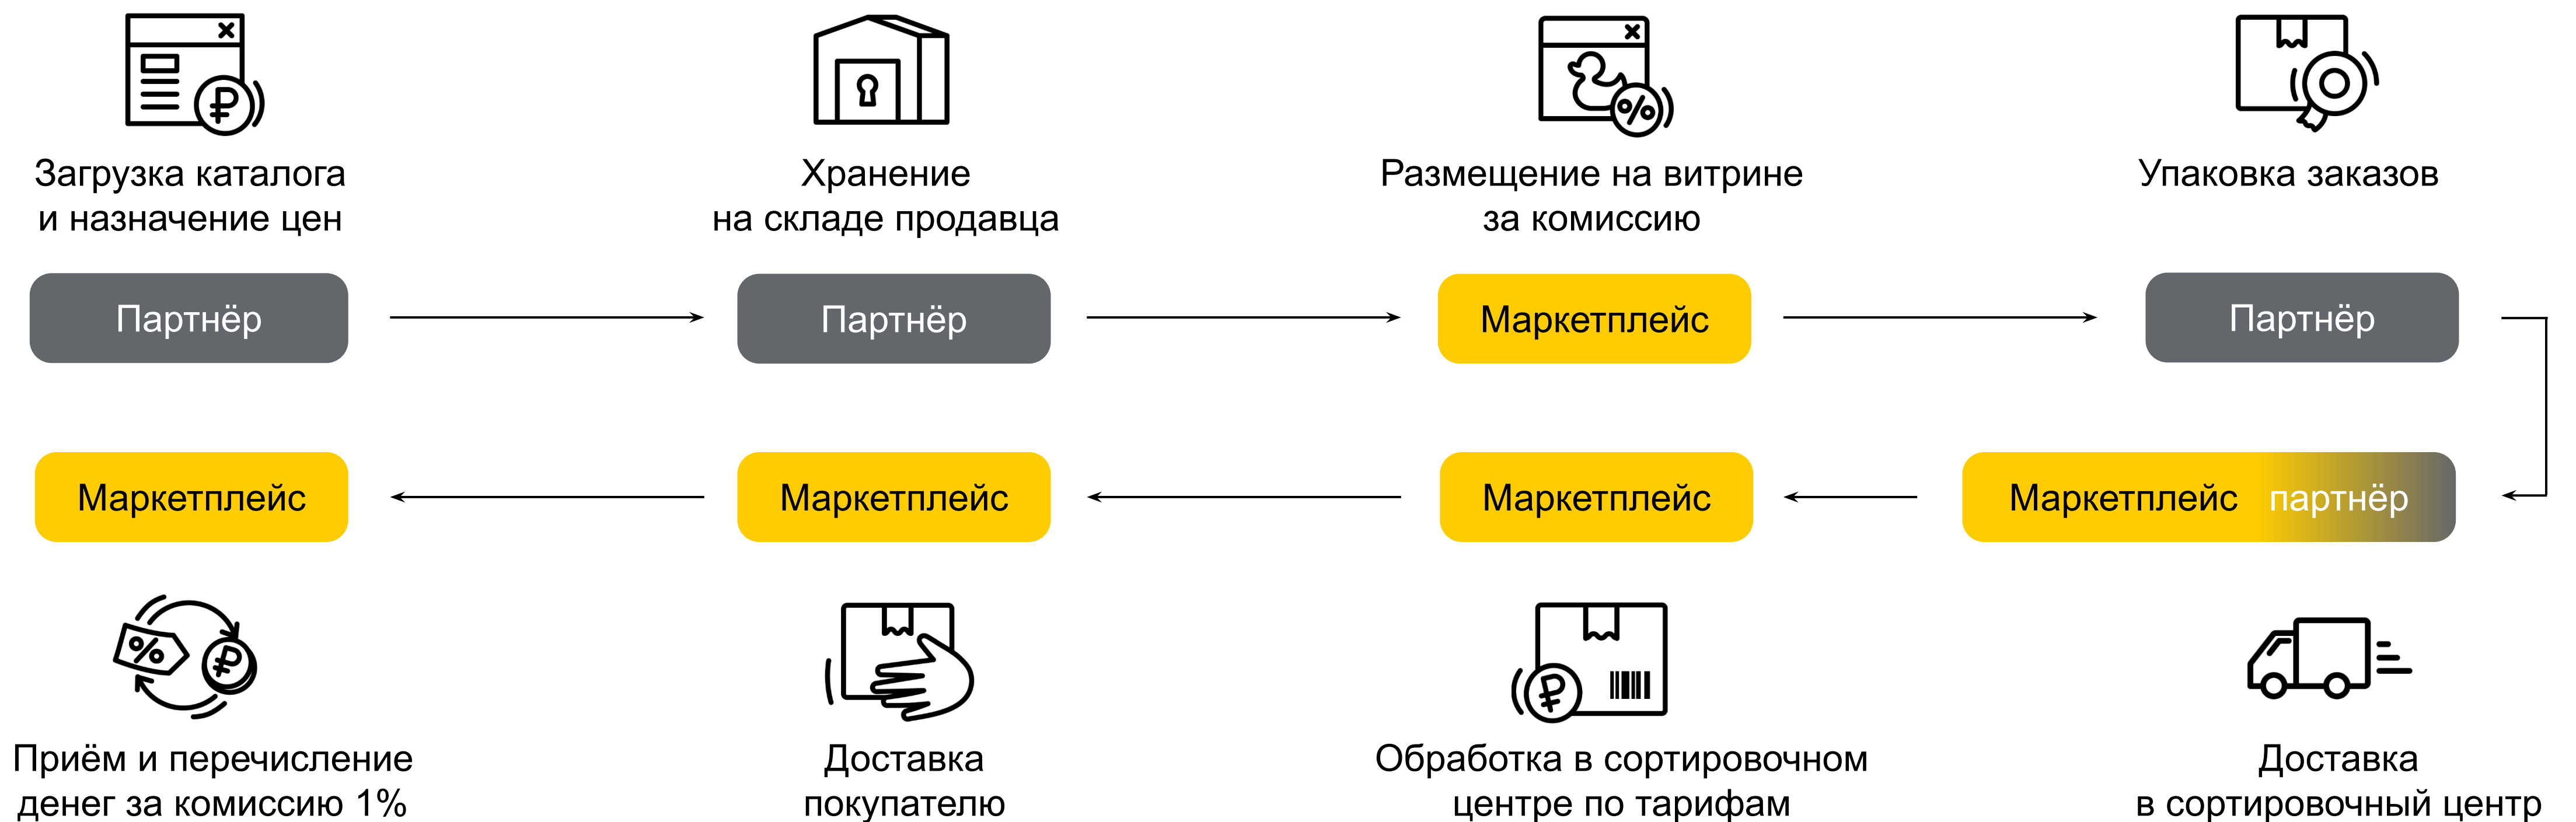 Загрузка каталога
и назначение цен
Хранение
на складе продавца
Размещение на витрине
за комиссию
Упаковка заказов
Партнёр
Партнёр
Маркетплейс
Партнёр
Маркетплейс
Маркетплейс
Маркетплейс
Маркетплейс партнёр
Приём и перечисление
денег за комиссию 1%
Доставка
покупателю
Обработка в сортировочном
центре по тарифам
Доставка
в сортировочный центр